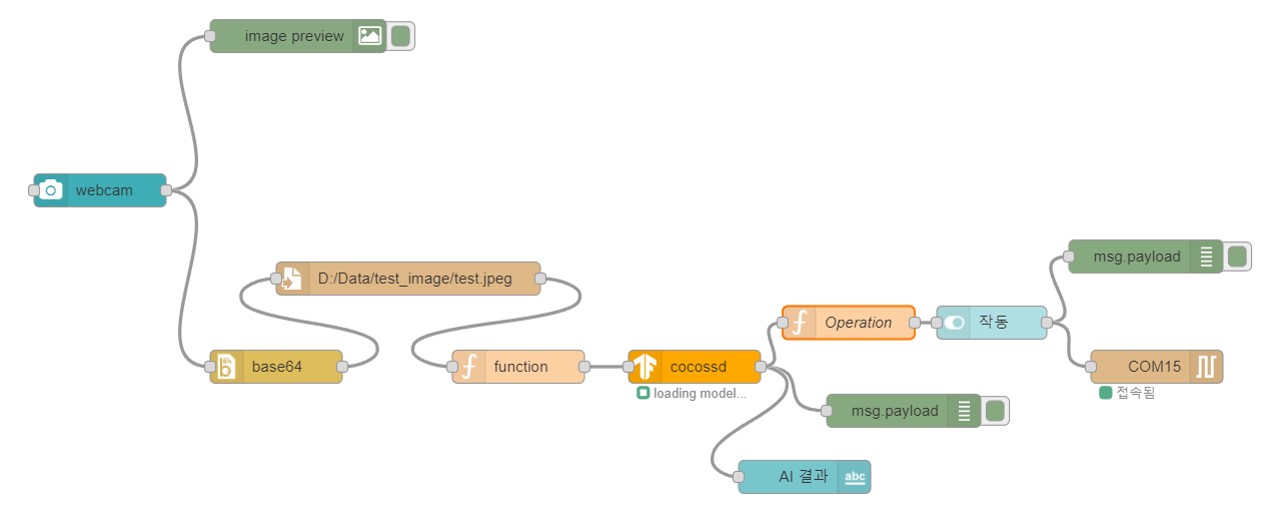 image preview
webcam
D:/Data/test_image/test.jpeg
base64
function
cocossd
loading model...
Operation
작동
msg.payload
COM15
접속됨
msg.payload
AI 결과
abc